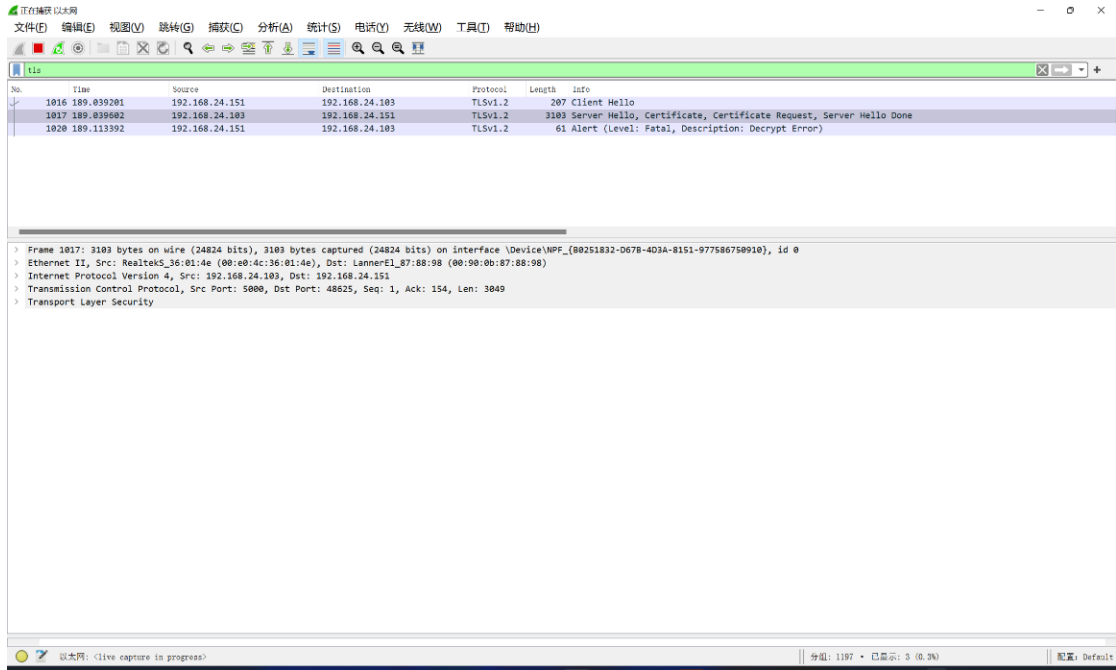 正在捕获 以太网
文件(F) 编辑(E) 视图(V) 跳转(G) 捕获(C) 分析(A) 统计(S) 电话(Y) 无线(W) 工具(T) 帮助(H)
tls
No. Time Source Destination Protocol Length Info
1016 189.039201 192.168.24.151 192.168.24.103 TLSv1.2 207 Client Hello
1017 189.039602 192.168.24.103 192.168.24.151 TLSv1.2 3103 Server Hello, Certificate, Certificate Request, Server Hello Done
1020 189.113392 192.168.24.151 192.168.24.103 TLSv1.2 61 Alert (Level: Fatal, Description: Decrypt Error)
Frame 1017: 3103 bytes on wire (24824 bits), 3103 bytes captured (24824 bits) on interface \Device\NPF_{B0251832-D67B-4D3A-8151-977586750910}, id 0
Ethernet II, Src: RealtekS_36:01:4e (00:e0:4c:36:01:4e), Dst: LannerEl_87:88:98 (00:90:0b:87:88:98)
Internet Protocol Version 4, Src: 192.168.24.103, Dst: 192.168.24.151
Transmission Control Protocol, Src Port: 5000, Dst Port: 48625, Seq: 1, Ack: 154, Len: 3049
Transport Layer Security
以太网: <live capture in progress> 分组: 1197 • 已显示: 3 (0.3%) 配置: Default